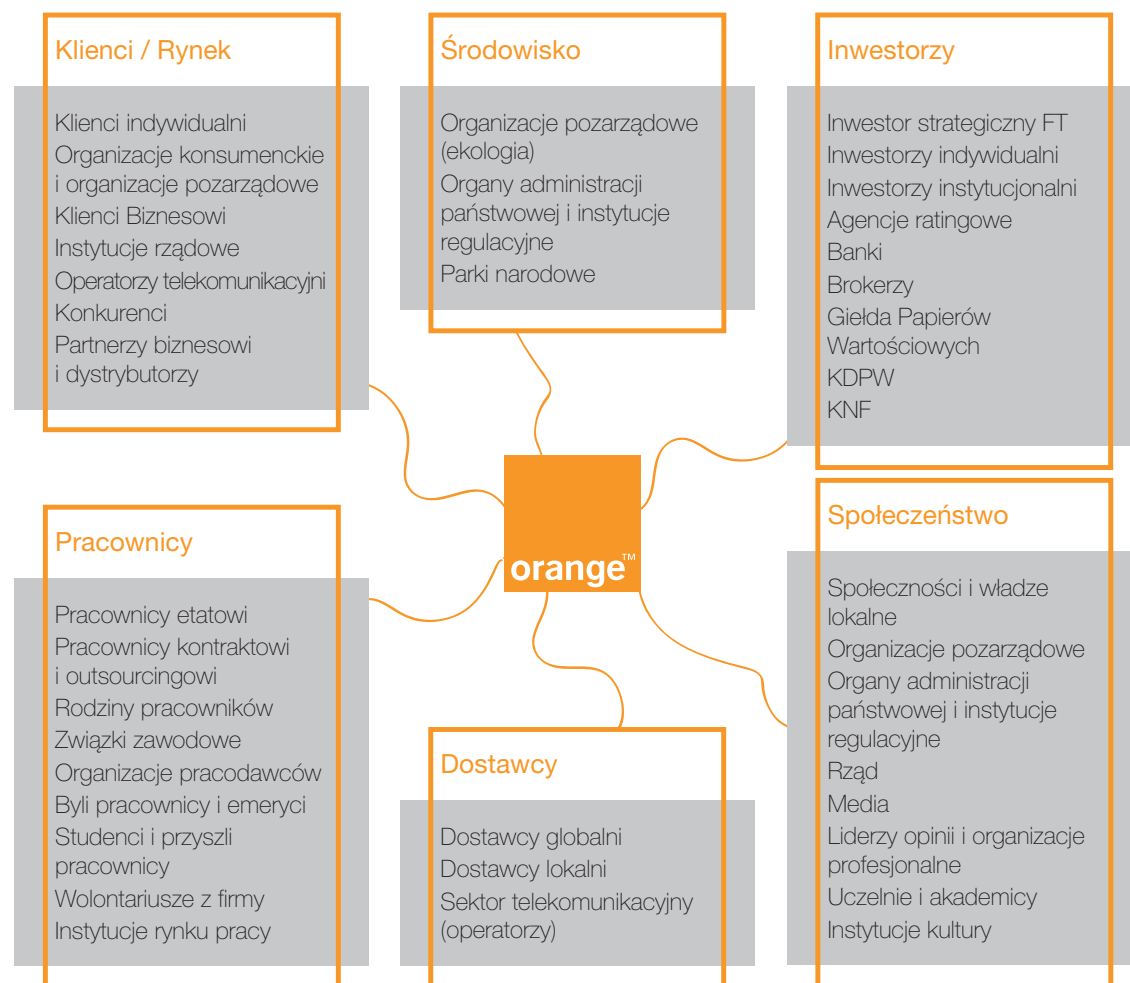 Klienci / Rynek
Klienci indywidualni
Organizacje konsumenckie
i organizacje pozarządowe
Klienci Biznesowi
Instytucje rządowe
Operatorzy telekomunikacyjni
Konkurenci
Partnerzy biznesowi
i dystrybutorzy
Środowisko
Organizacje pozarządowe
(ekologia)
Organy administracji
państwowej i instytucje
regulacyjne
Parki narodowe
Inwestorzy
Inwestor strategiczny FT
Inwestorzy indywidualni
Inwestorzy instytucjonalni
Agencje ratingowe
Banki
Brokerzy
Giełda Papierów
Wartościowych
KDPW
KNF
orange™
Pracownicy
Pracownicy etatowi
Pracownicy kontraktowi
i outsourcingowi
Rodziny pracowników
Związki zawodowe
Organizacje pracodawców
Byli pracownicy i emeryci
Studenci i przyszli
pracownicy
Wolontariusze z firmy
Instytucje rynku pracy
Dostawcy
Dostawcy globalni
Dostawcy lokalni
Sektor telekomunikacyjny
(operatorzy)
Społeczeństwo
Społeczności i władze
lokalne
Organizacje pozarządowe
Organy administracji
państwowej i instytucje
regulacyjne
Rząd
Media
Liderzy opinii i organizacje
profesjonalne
Uczelnie i akademicy
Instytucje kultury